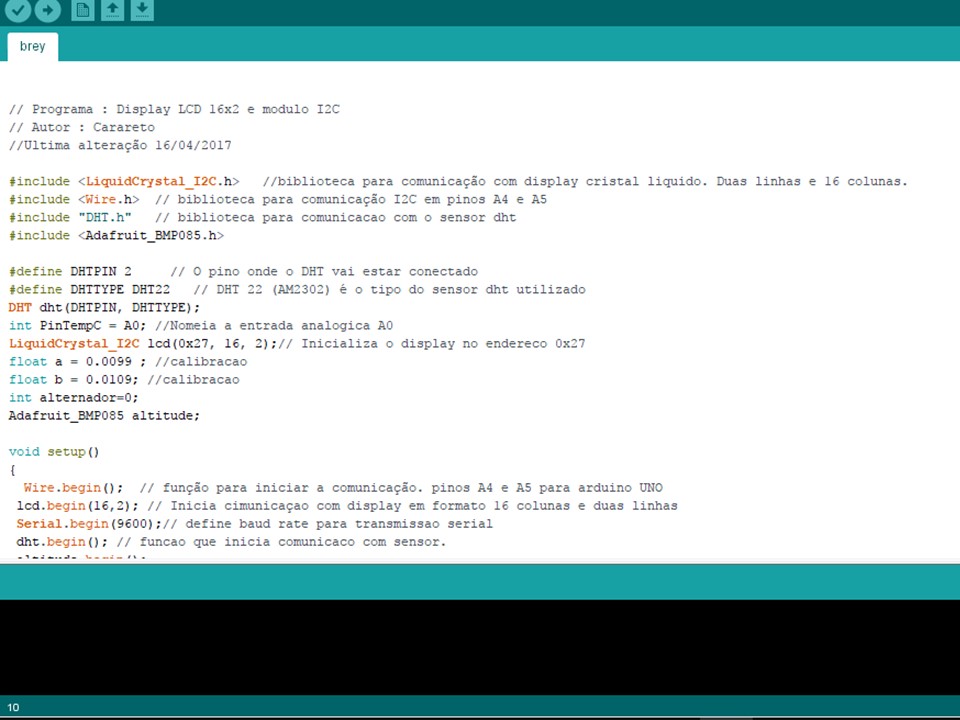 brey
// Programa : Display LCD 16x2 e modulo I2C
// Autor : Carareto
//Ultima alteração 16/04/2017
#include <LiquidCrystal_I2C.h>   //biblioteca para comunicação com display cristal liquido. Duas linhas e 16 colunas.
#include <Wire.h>  // biblioteca para comunicação I2C em pinos A4 e A5
#include "DHT.h"   // biblioteca para comunicacao com o sensor dht
#include <Adafruit_BMP085.h>
#define DHTPIN 2     // O pino onde o DHT vai estar conectado
#define DHTTYPE DHT22   // DHT 22 (AM2302) é o tipo do sensor dht utilizado
DHT dht(DHTPIN, DHTTYPE);
int PinTempC = A0; //Nomeia a entrada analogica A0
LiquidCrystal_I2C lcd(0x27, 16, 2);// Inicializa o display no endereco 0x27
float a = 0.0099 ; //calibracao
float b = 0.0109; //calibracao
int alternador=0;
Adafruit_BMP085 altitude;
void setup()
{
Wire.begin();  // função para iniciar a comunicação. pinos A4 e A5 para arduino UNO
lcd.begin(16,2); // Inicia cimuniçaao com display em formato 16 colunas e duas linhas
Serial.begin(9600);// define baud rate para transmissao serial
dht.begin(); // funcao que inicia comunicaco com sensor.
altitude.begin();
10